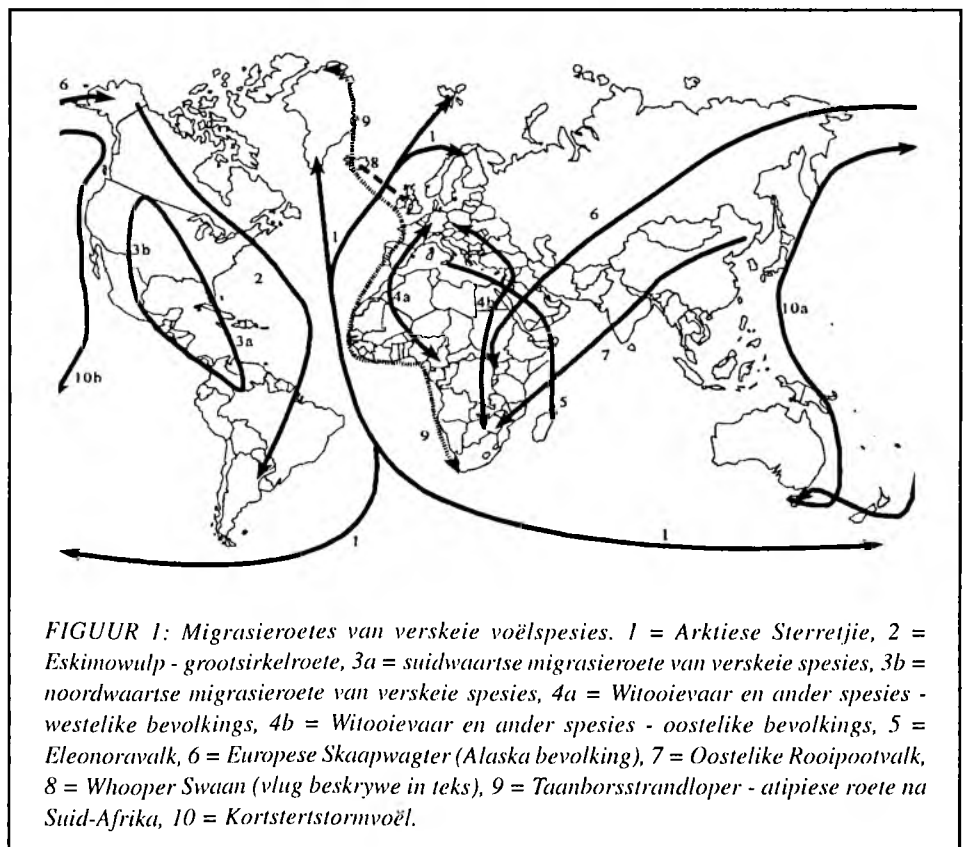 6
9
1
8
6
1
3b
2
4a
4b
10a
3a
7
10b
5
9
1
1
FIGUUR 1: Migrasieroetes van verskeie voëlspesies. 1 = Arktiese Sterretjie, 2 =
Eskimowulp - grootsirkelroete, 3a = suidwaartse migrasieroete van verskeie spesies, 3b =
noordwaartse migrasieroete van verskeie spesies, 4a = Witooievaar en ander spesies -
westelike bevolkings, 4b = Witooievaar en ander spesies - oostelike bevolkings, 5 =
Eleonoravalk, 6 = Europese Skaapwagter (Alaska bevolking), 7 = Oostelike Rooipootvalk,
8 = Whooper Swaan (vlug beskrywe in teks), 9 = Taanborsstrandloper - atipiese roete na
Suid-Afrika, 10 = Kortstertstormvoël.